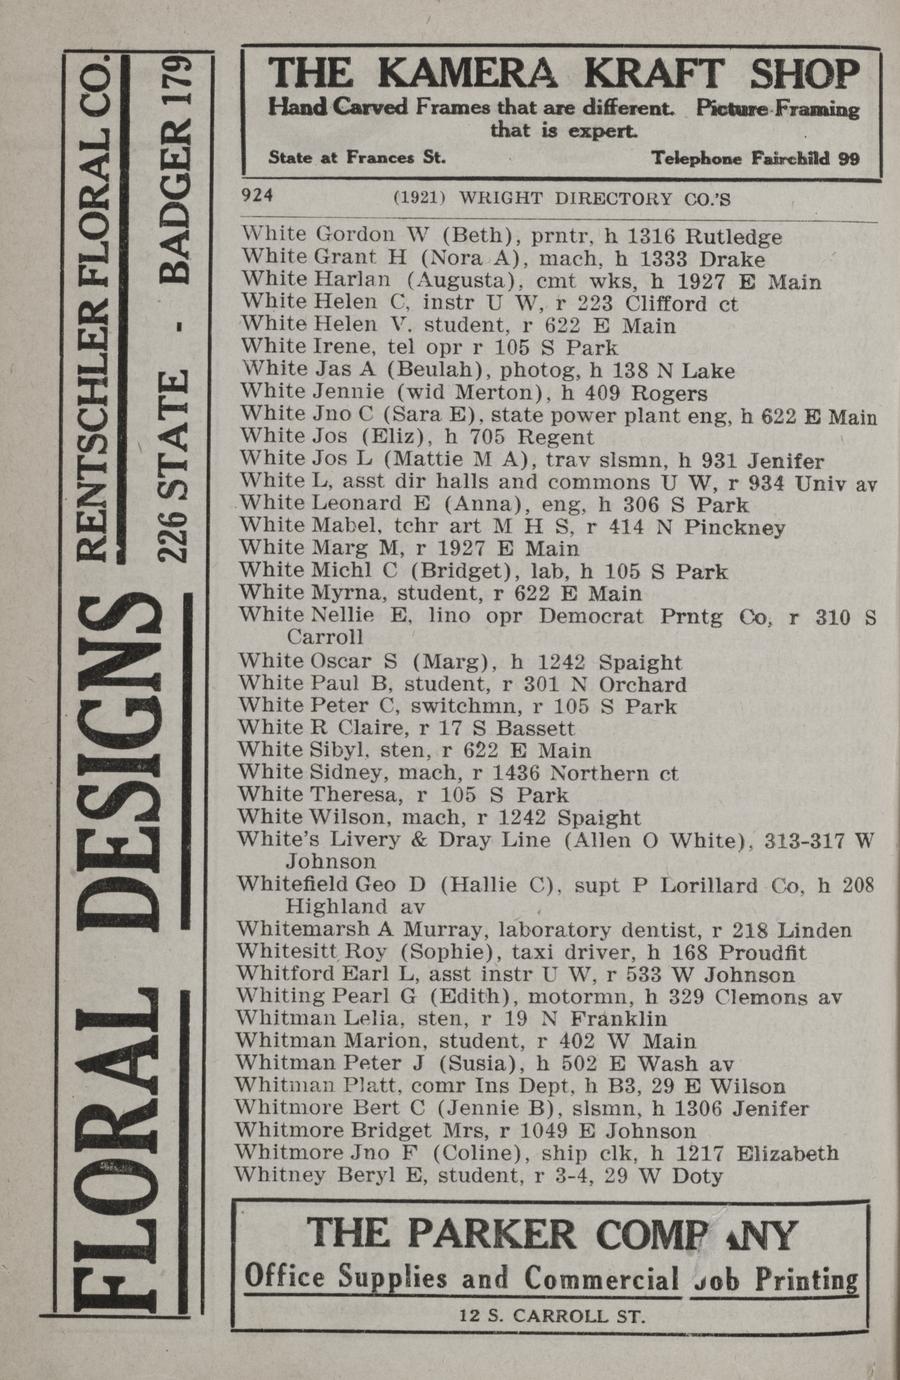 THE KAMERA KRAFT SHOP
Hand Carved Frames that are different. Picture Framing
that is expert.
State at Frances St. Telephone Fairchild 99
924 (1921) WRIGHT DIRECTORY CO.'S
White Gordon W (Beth), prntr, h 1316 Rutledge
White Grant H (Nora A), mach, h 1333 Drake
White Harlan (Augusta), cmt wks, h 1927 E Main
White Helen C, instr U W, r 223 Clifford ct
White Helen V. student, r 622 E Main
White Irene, tel opr r 105 S Park
White Jas A (Beulah), photog, h 138 N Lake
White Jennie (wid Merton), h 409 Rogers
White Jno C (Sara E), state power plant eng, h 622 E Main
White Jos (Eliz), h 705 Regent
White Jos L (Mattie M A), trav slsmn, h 931 Jenifer
White L, asst dir halls and commons U W, r 934 Univ av
White Leonard E (Anna), eng, h 306 S Park
White Mabel, tchr art M H S, r 414 N Pinckney
White Marg M, r 1927 E Main
White Michl C (Bridget), lab, h 105 S Park
White Myrna, student, r 622 E Main
White Nellie E, lino opr Democrat Prntg Co, r 310 S
Carroll
White Oscar S (Marg), h 1242 Spaight
White Paul B, student, r 301 N Orchard
White Peter C, switchmn, r 105 S Park
White R Claire, r 17 S Bassett
White Sibyl, sten, r 622 E Main
White Sidney, mach, r 1436 Northern ct
White Theresa, r 105 S Park
White Wilson, mach, r 1242 Spaight
White's Livery & Dray Line (Allen O White), 313-317 W
Johnson
Whitefield Geo D (Hallie C), supt P Lorillard Co, h 208
Highland av
Whitemarsh A Murray, laboratory dentist, r 218 Linden
Whitesitt Roy (Sophie), taxi driver, h 168 Proudfit
Whitford Earl L, asst instr U W, r 533 W Johnson
Whiting Pearl G (Edith), motormn, h 329 Clemons av
Whitman Lelia, sten, r 19 N Franklin
Whitman Marion, student, r 402 W Main
Whitman Peter J (Susia), h 502 E Wash av
Whitman Platt, comr Ins Dept, h B3, 29 E Wilson
Whitmore Bert C (Jennie B), slsmn, h 1306 Jenifer
Whitmore Bridget Mrs, r 1049 E Johnson
Whitmore Jno F (Coline), ship clk, h 1217 Elizabeth
Whitney Beryl E, student, r 3-4, 29 W Doty
THE PARKER COMPANY
Office Supplies and Commercial Job Printing
12 S. CARROLL ST.
FLORAL DESIGNS
RENTSCHLER FLORAL CO.
226 STATE - BADGER 179